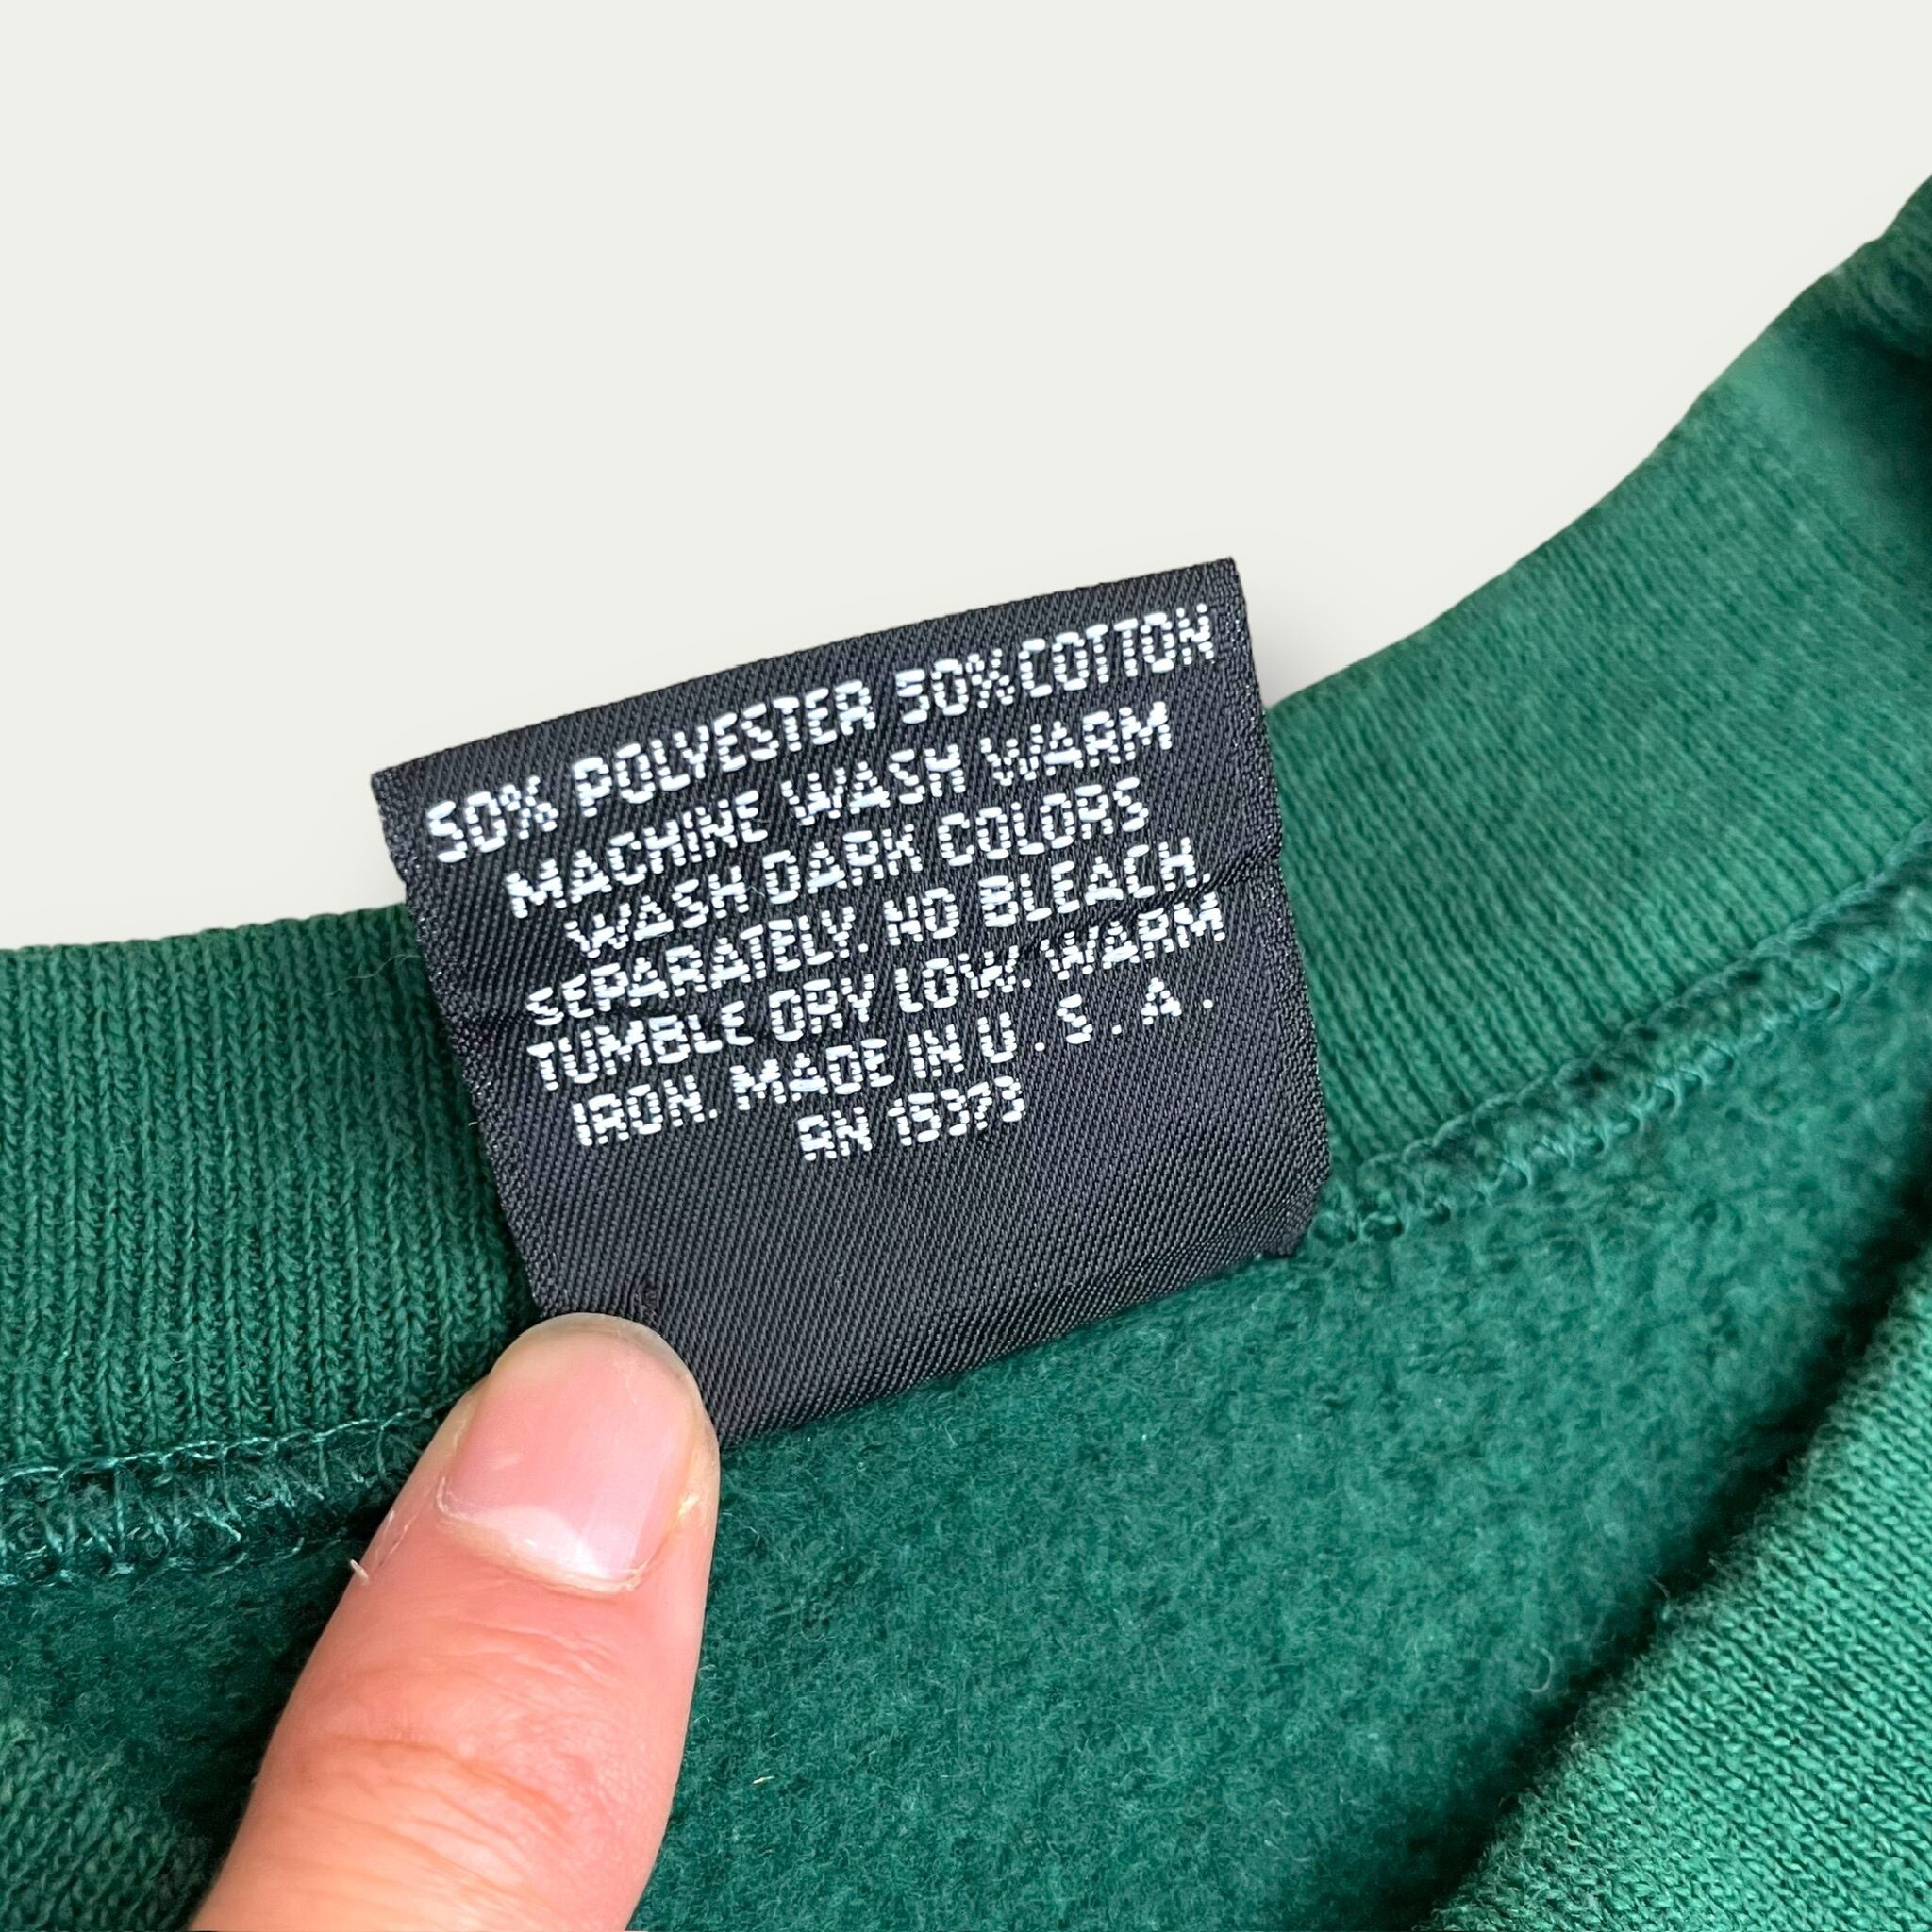 50% POLYESTER 50% COTTON
MACHINE WASH WARM
WASH DARK COLORS
SEPARATELY. NO BLEACH.
TUMBLE DRY LOW. WARM
IRON. MADE IN U.S.A.
RN 15373